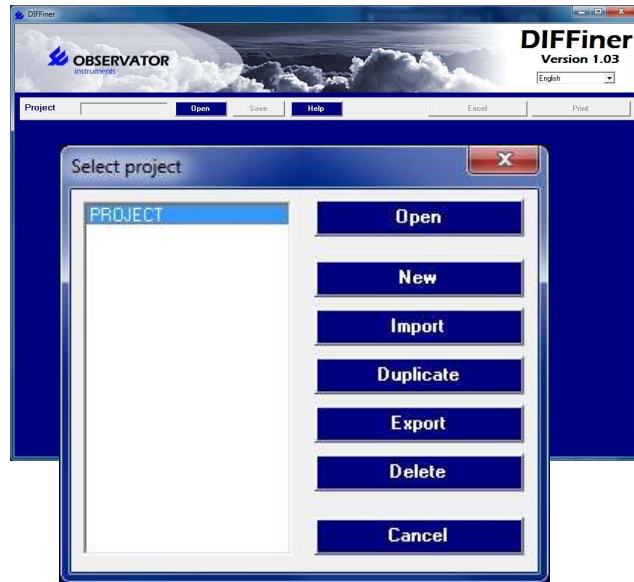 DIFFiner
OBSERVATOR
instruments
DIFFiner
Version 1.03
English
Project Open Save Help Excel Print
Select project
PROJECT
Open
New
Import
Duplicate
Export
Delete
Cancel